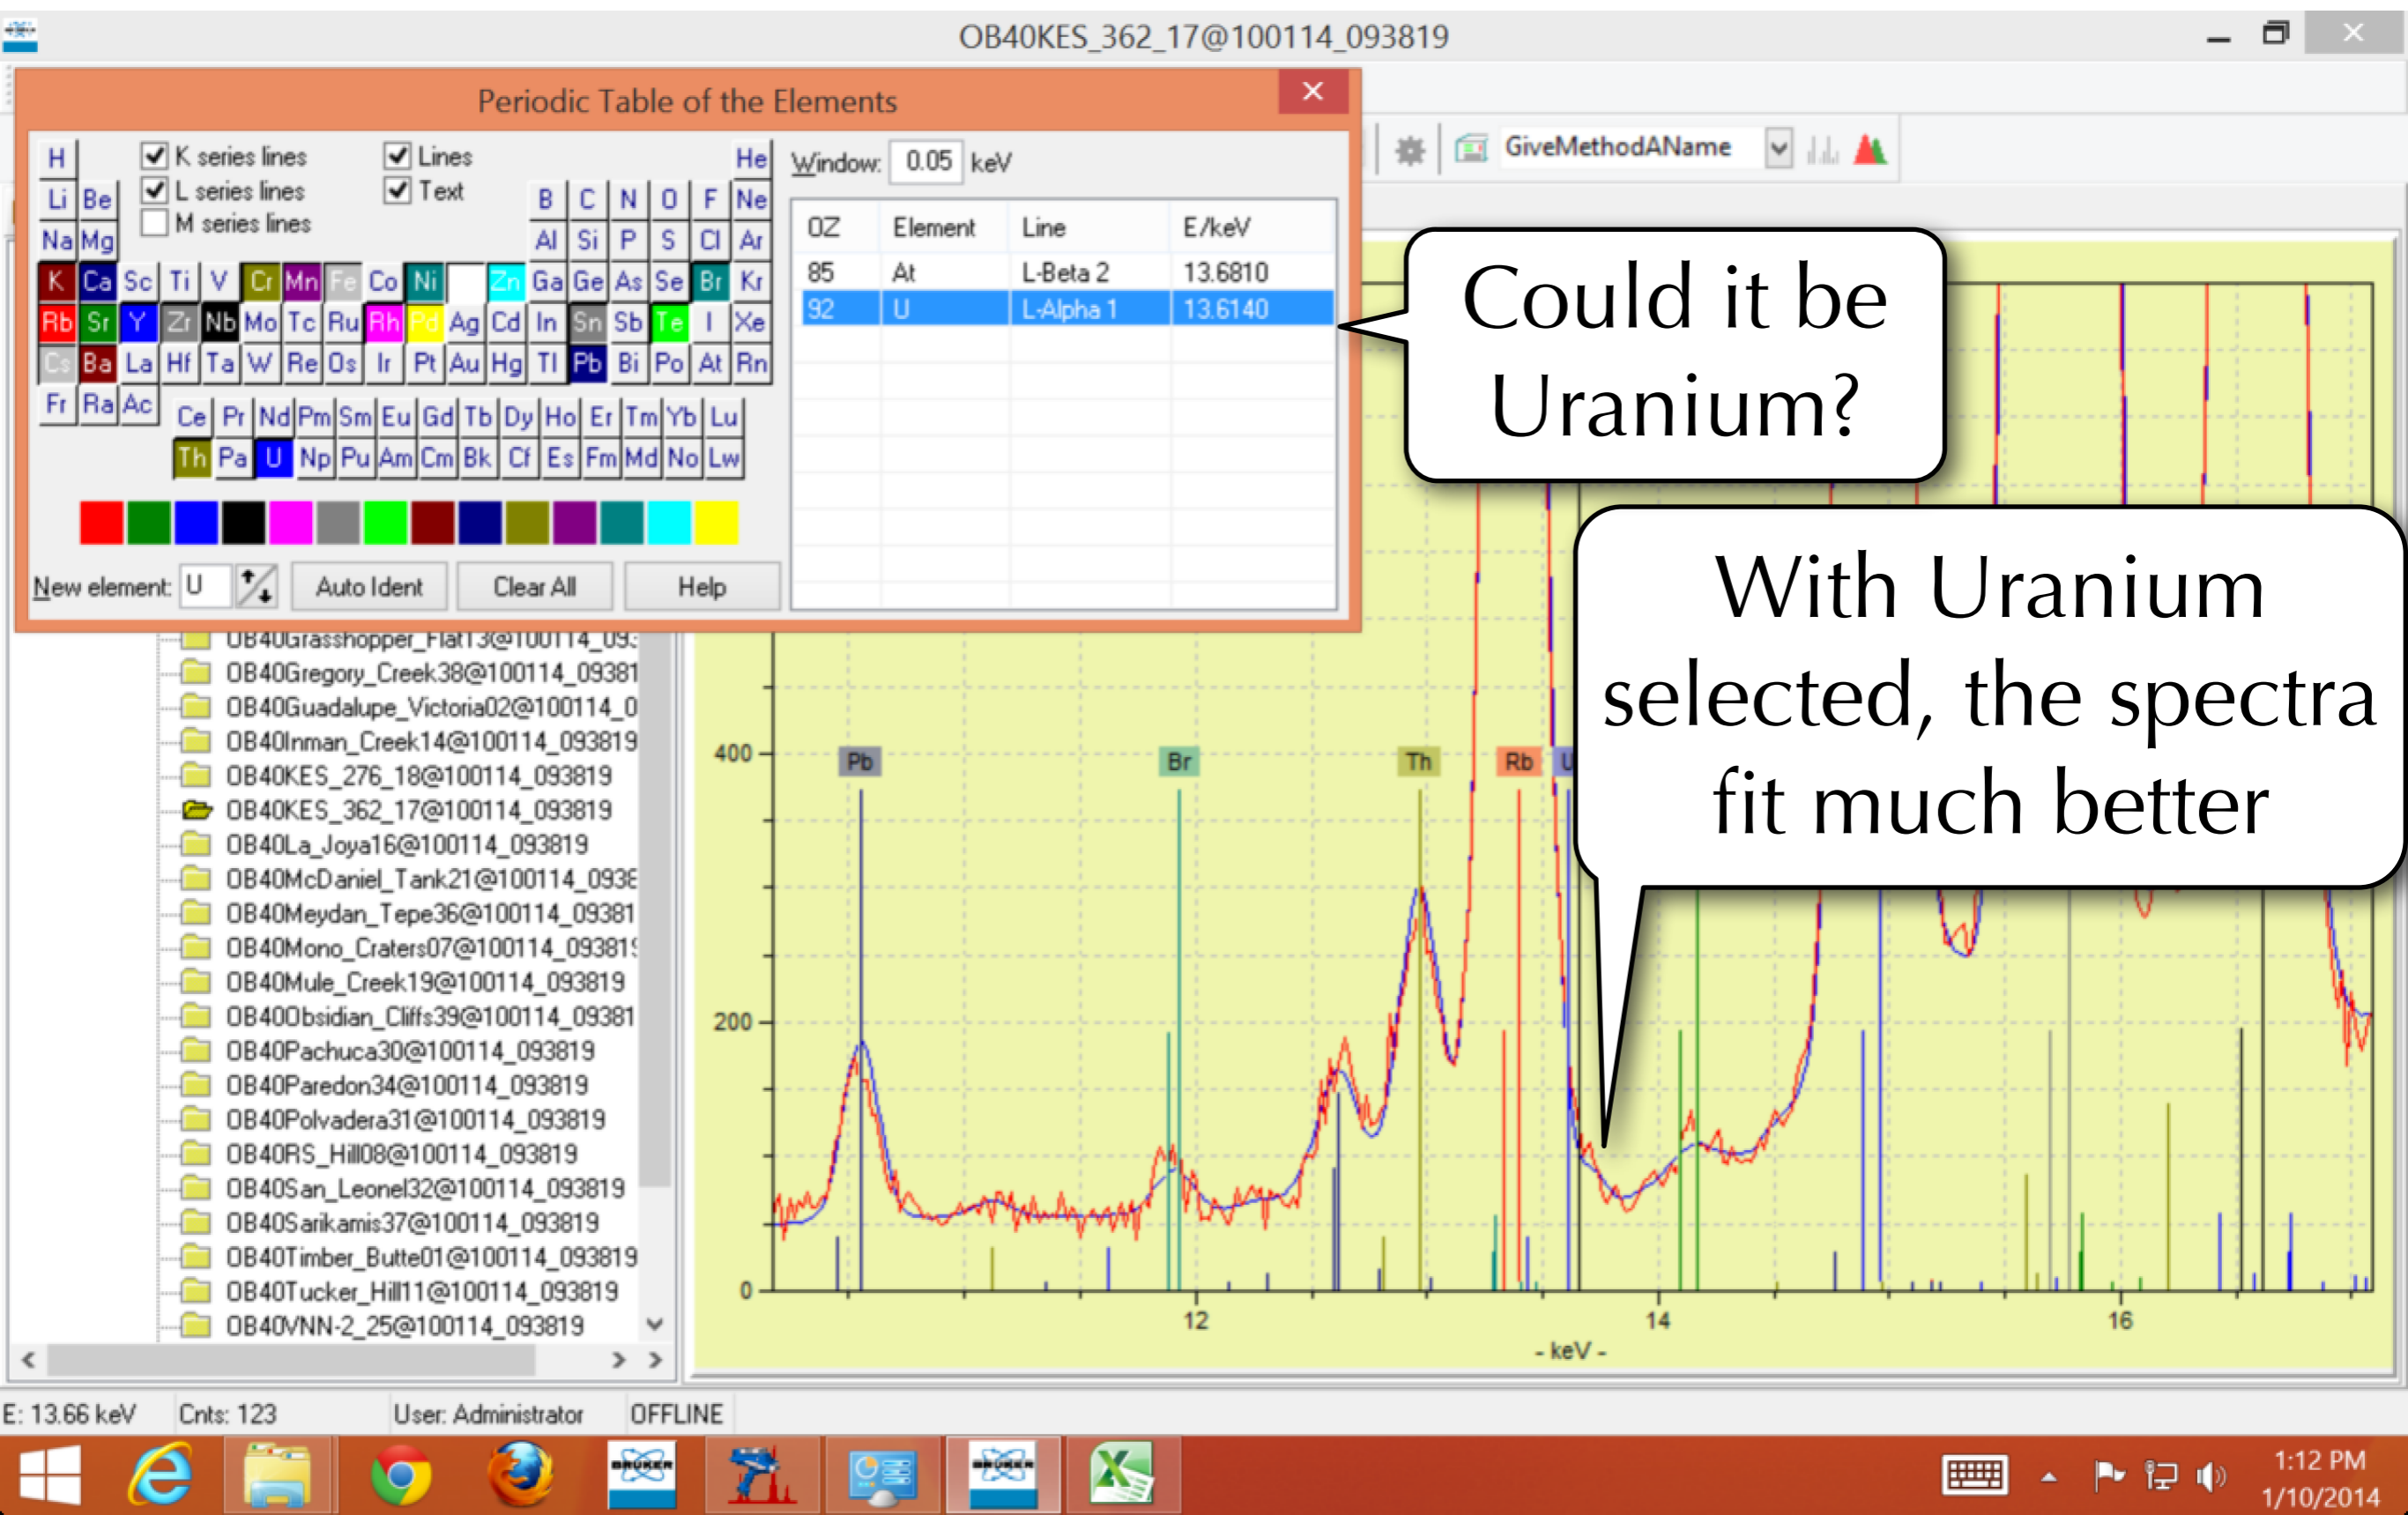 OB40KES_362_17@100114_093819
Periodic Table of the Elements
GiveMethodAName
H
K series lines
Lines
He
Window: 0.05 keV
Li Be
L series lines
Text
B C N O F Ne
M series lines
Na Mg
Al Si P S Cl Ar
K Ca Sc Ti V Cr Mn Fe Co Ni Zn Ga Ge As Se Br Kr
Rb Sr Y Zr Nb Mo Tc Ru Rh Pd Ag Cd In Sn Sb Te I Xe
Cs Ba La Hf Ta W Re Os Ir Pt Au Hg Tl Pb Bi Po At Rn
Fr Ra Ac
Ce Pr Nd Pm Sm Eu Gd Tb Dy Ho Er Tm Yb Lu
Th Pa U Np Pu Am Cm Bk Cf Es Fm Md No Lw
OZ Element Line E/keV
85 At L-Beta 2 13.6810
92 U L-Alpha 1 13.6140
New element: U
Auto Ident
Clear All
Help
Could it be
Uranium?
With Uranium
selected, the spectra
fit much better
OB40Grasshopper_Flat13@100114_093
OB40Gregory_Creek38@100114_09381
OB40Guadalupe_Victoria02@100114_0
OB40Inman_Creek14@100114_093819
OB40KES_276_18@100114_093819
OB40KES_362_17@100114_093819
OB40La_Joya16@100114_093819
OB40McDaniel_Tank21@100114_0938
OB40Meydan_Tepe36@100114_09381
OB40Mono_Craters07@100114_093819
OB40Mule_Creek19@100114_093819
OB40Obsidian_Cliffs39@100114_09381
OB40Pachuca30@100114_093819
OB40Paredon34@100114_093819
OB40Polvadera31@100114_093819
OB40RS_Hill08@100114_093819
OB40San_Leonel32@100114_093819
OB40Sarikamis37@100114_093819
OB40Timber_Butte01@100114_093819
OB40Tucker_Hill11@100114_093819
OB40VNN-2_25@100114_093819
400
200
0
Pb Br Th Rb U
12 14 16
- keV -
E: 13.66 keV
Cnts: 123
User: Administrator
OFFLINE
BRUKER
BRUKER
1:12 PM
1/10/2014